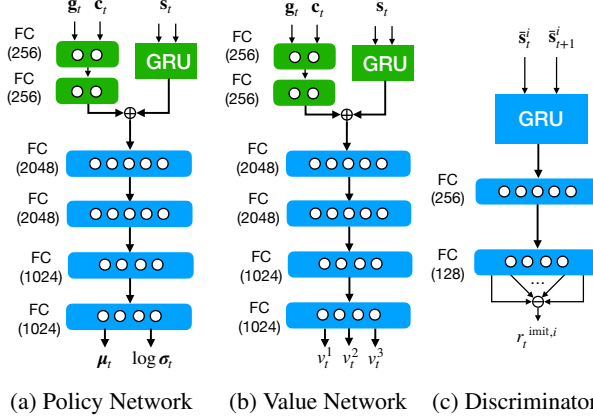 g_t c_t s_t
FC
(256)
FC
(256)
GRU
FC
(2048)
FC
(2048)
FC
(1024)
FC
(1024)
μ_t log σ_t
(a) Policy Network
g_t c_t s_t
FC
(256)
FC
(256)
GRU
FC
(2048)
FC
(2048)
FC
(1024)
FC
(1024)
v_t^1 v_t^2 v_t^3
(b) Value Network
s̄_t^i s̄_{t+1}^i
GRU
FC
(256)
FC
(128)
...
r_t^{imit,i}
(c) Discriminator